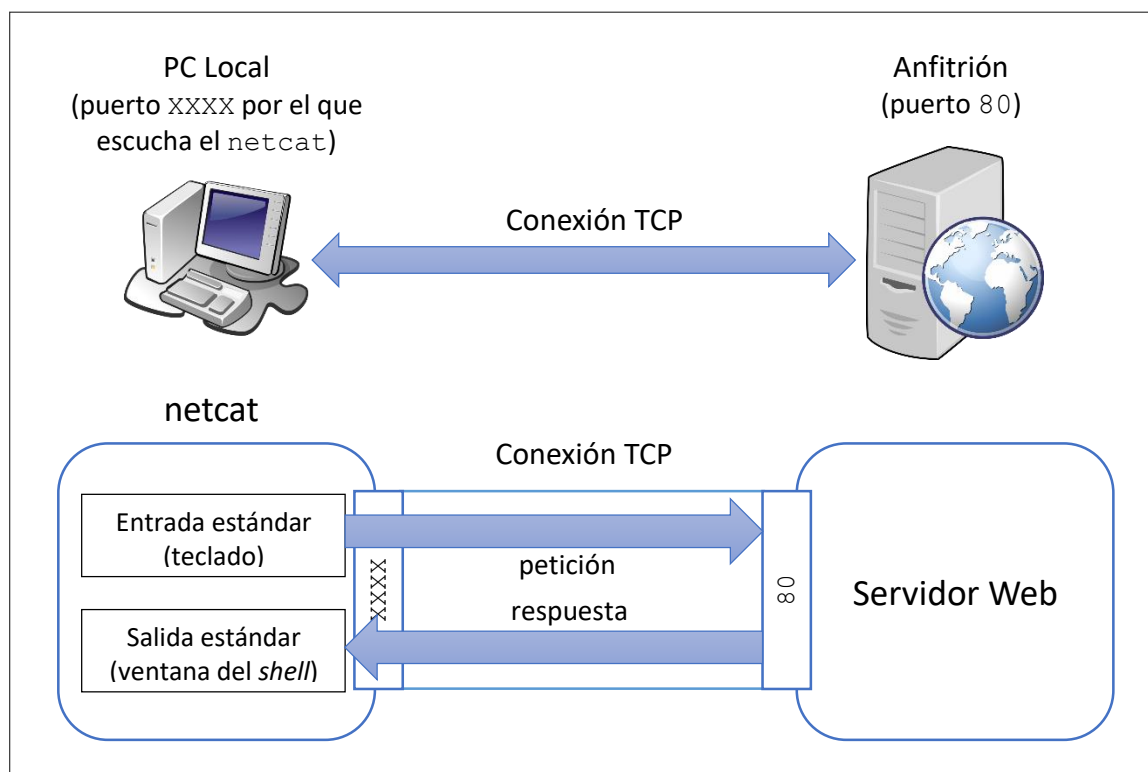 PC Local
(puerto XXXX por el que
escucha el netcat)
Anfitrión
(puerto 80)
Conexión TCP
netcat
Conexión TCP
Entrada estándar
(teclado)
XXXX
petición
respuesta
80
Servidor Web
Salida estándar
(ventana del shell)